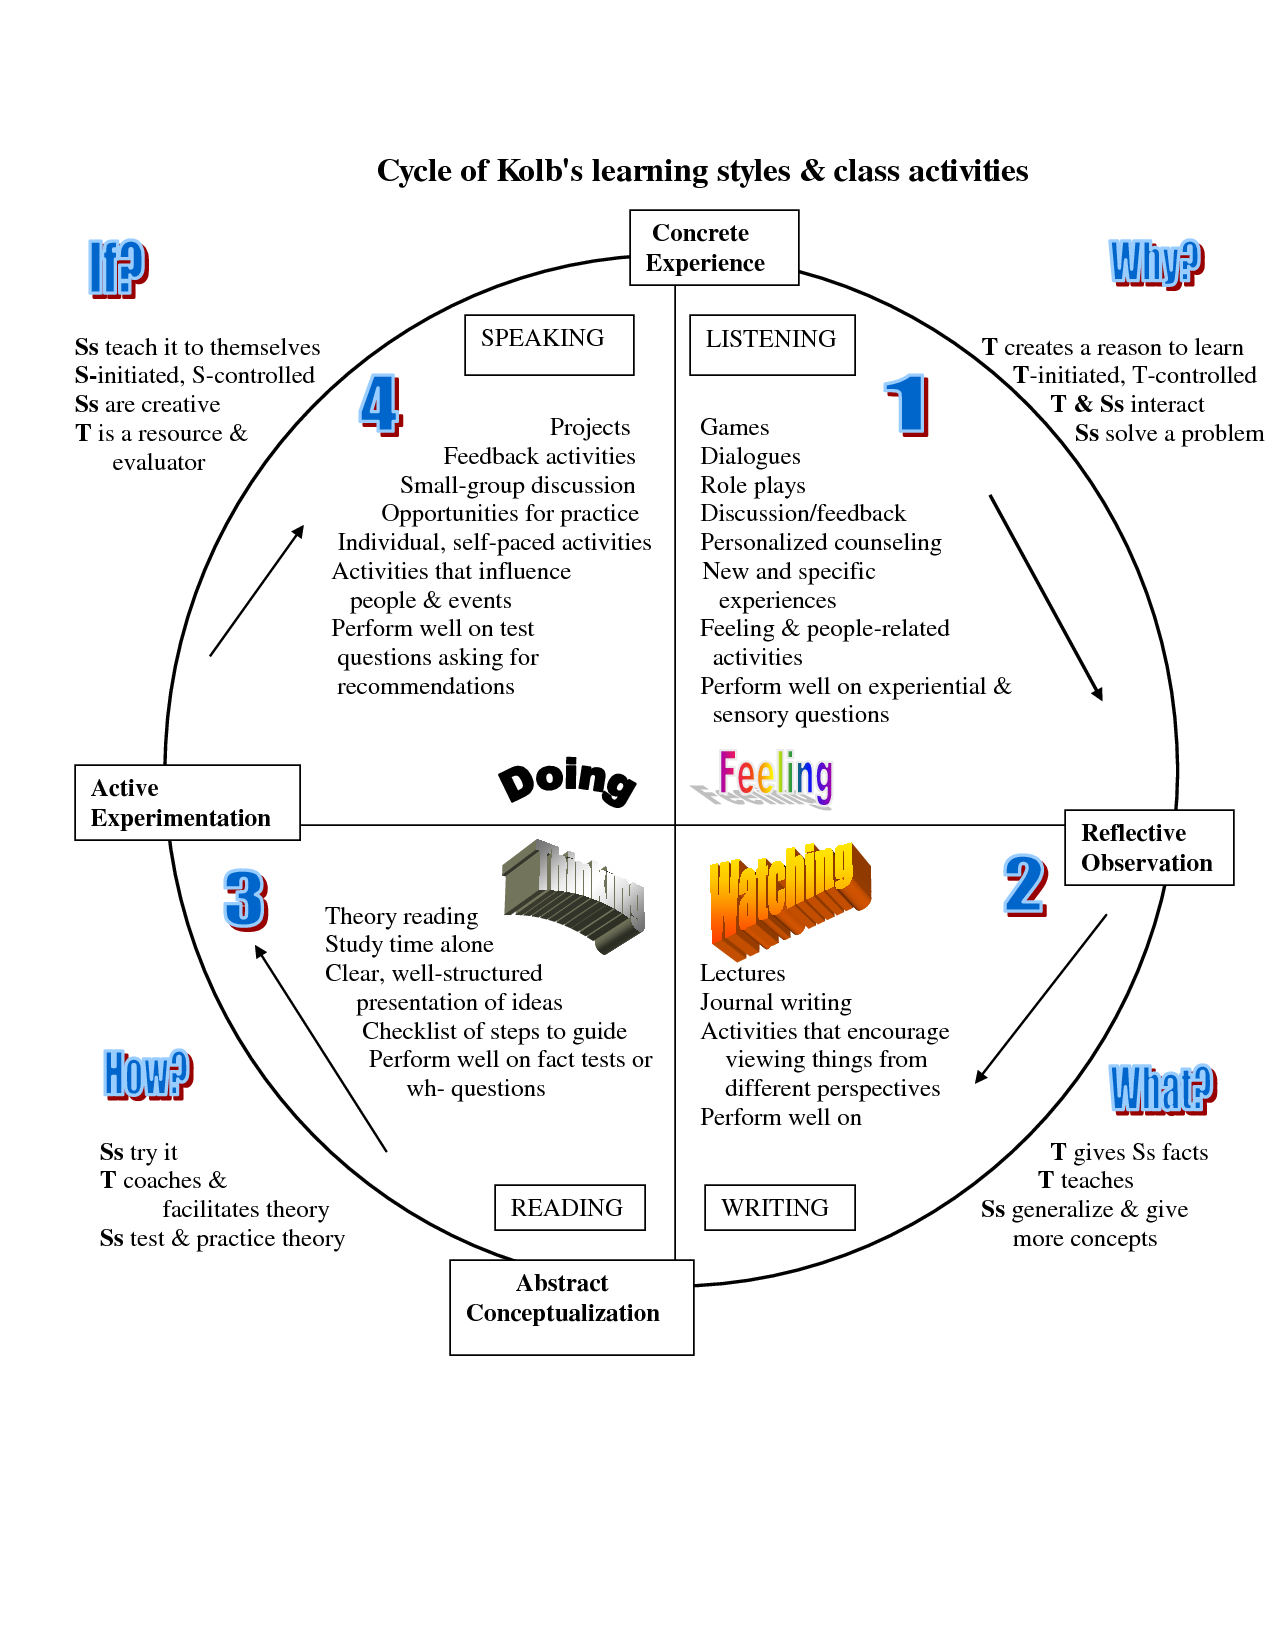 Cycle of Kolb's learning styles & class activities
Concrete
Experience
If?
Why?
SPEAKING
LISTENING
Ss teach it to themselves
S-initiated, S-controlled
Ss are creative
T is a resource &
evaluator
4
1
T creates a reason to learn
T-initiated, T-controlled
T & Ss interact
Ss solve a problem
Projects
Feedback activities
Small-group discussion
Opportunities for practice
Individual, self-paced activities
Activities that influence
people & events
Perform well on test
questions asking for
recommendations
Games
Dialogues
Role plays
Discussion/feedback
Personalized counseling
New and specific
experiences
Feeling & people-related
activities
Perform well on experiential &
sensory questions
Doing
Feeling
Active
Experimentation
Reflective
Observation
Thinking
Watching
3
2
Theory reading
Study time alone
Clear, well-structured
presentation of ideas
Checklist of steps to guide
Perform well on fact tests or
wh- questions
Lectures
Journal writing
Activities that encourage
viewing things from
different perspectives
Perform well on
How?
What?
Ss try it
T coaches &
facilitates theory
Ss test & practice theory
T gives Ss facts
T teaches
Ss generalize & give
more concepts
READING
WRITING
Abstract
Conceptualization